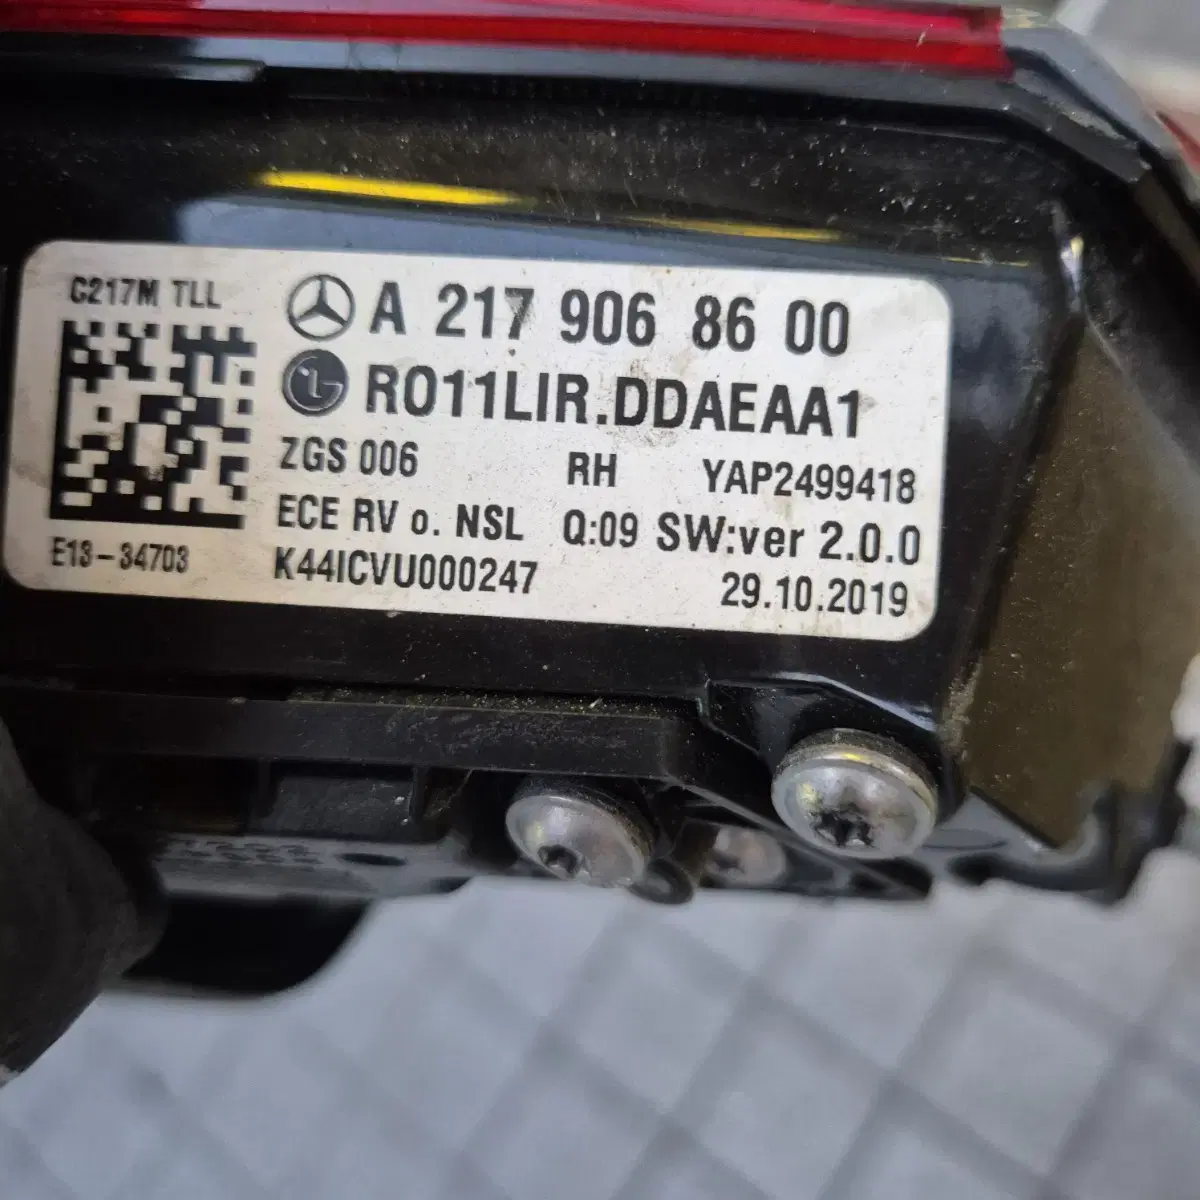 C217M TLL
A 217 906 86 00
LG
R011LIR.DDAEAA1
ZGS 006 RH YAP2499418
ECE RV o. NSL Q:09 SW:ver 2.0.0
E13-34703
K44ICVU000247 29.10.2019